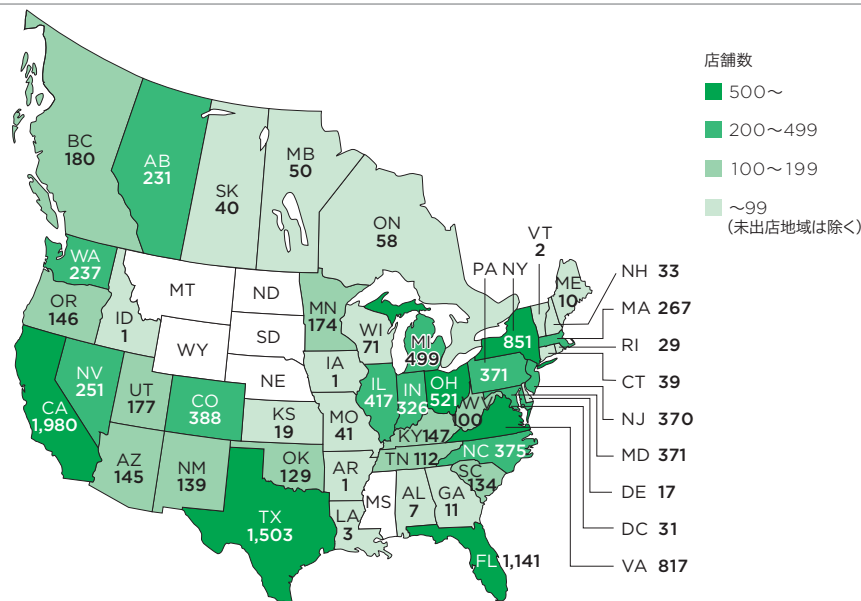 店舗数
500~
200~499
100~199
~99
(未出店地域は除く)
BC
180
AB
231
SK
40
MB
50
ON
58
WA
237
OR
146
ID
1
MT
ND
SD
WY
NE
MN
174
WI
71
MI
499
IA
1
CA
1,980
NV
251
UT
177
CO
388
KS
19
MO
41
IL
417
IN
326
OH
521
PA
371
NY
851
VT
2
ME
10
NH 33
MA 267
RI 29
CT 39
NJ 370
MD 371
DE 17
DC 31
VA 817
WV
100
KY147
TN 112
NC 375
SC
134
AZ
145
NM
139
OK
129
AR
1
TX
1,503
LA
3
MS
AL
7
GA
11
FL 1,141